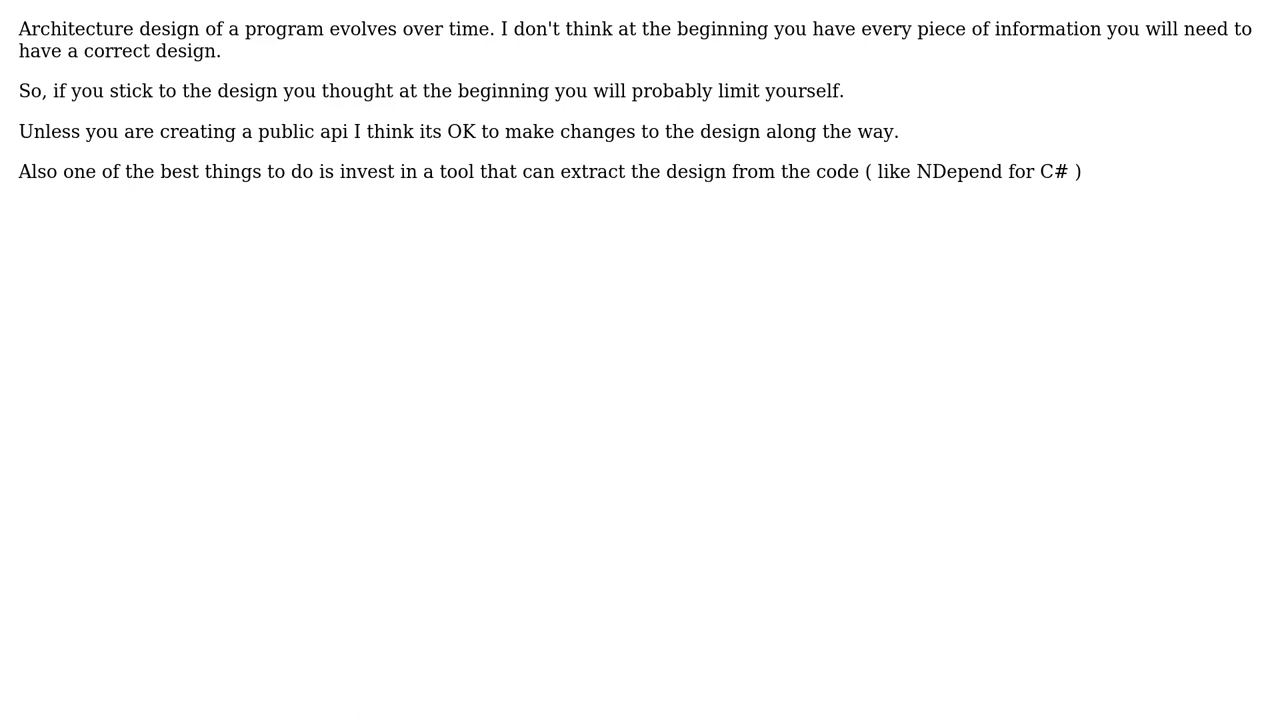 Architecture design of a program evolves over time. I don't think at the beginning you have every piece of information you will need to
have a correct design.
So, if you stick to the design you thought at the beginning you will probably limit yourself.
Unless you are creating a public api I think its OK to make changes to the design along the way.
Also one of the best things to do is invest in a tool that can extract the design from the code ( like NDepend for C# )